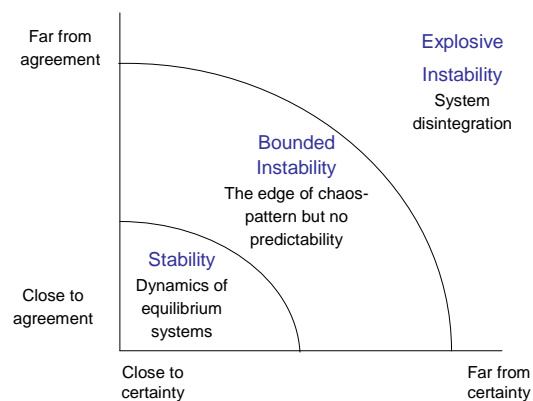 Far from
agreement
Explosive
Instability
System
disintegration
Bounded
Instability
The edge of chaos-
pattern but no
predictability
Stability
Dynamics of
equilibrium
systems
Close to
agreement
Close to
certainty
Far from
certainty